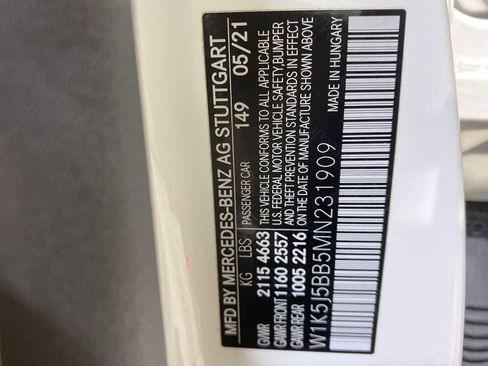 MFD BY MERCEDES-BENZ AG STUTTGART
KG LBS PASSENGER CAR 149 05/21
GVWR 2115 4663
GAWR FRONT 1160 2557
GAWR REAR 1005 2216
THIS VEHICLE CONFORMS TO ALL APPLICABLE
U.S. FEDERAL MOTOR VEHICLE SAFETY, BUMPER
AND THEFT PREVENTION STANDARDS IN EFFECT
ON THE DATE OF MANUFACTURE SHOWN ABOVE
W1K5J5BB5MN231909
MADE IN HUNGARY